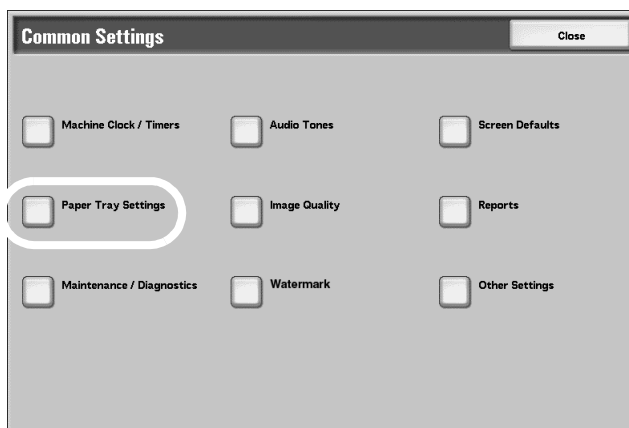 Common Settings
Close
Machine Clock / Timers
Audio Tones
Screen Defaults
Paper Tray Settings
Image Quality
Reports
Maintenance / Diagnostics
Watermark
Other Settings